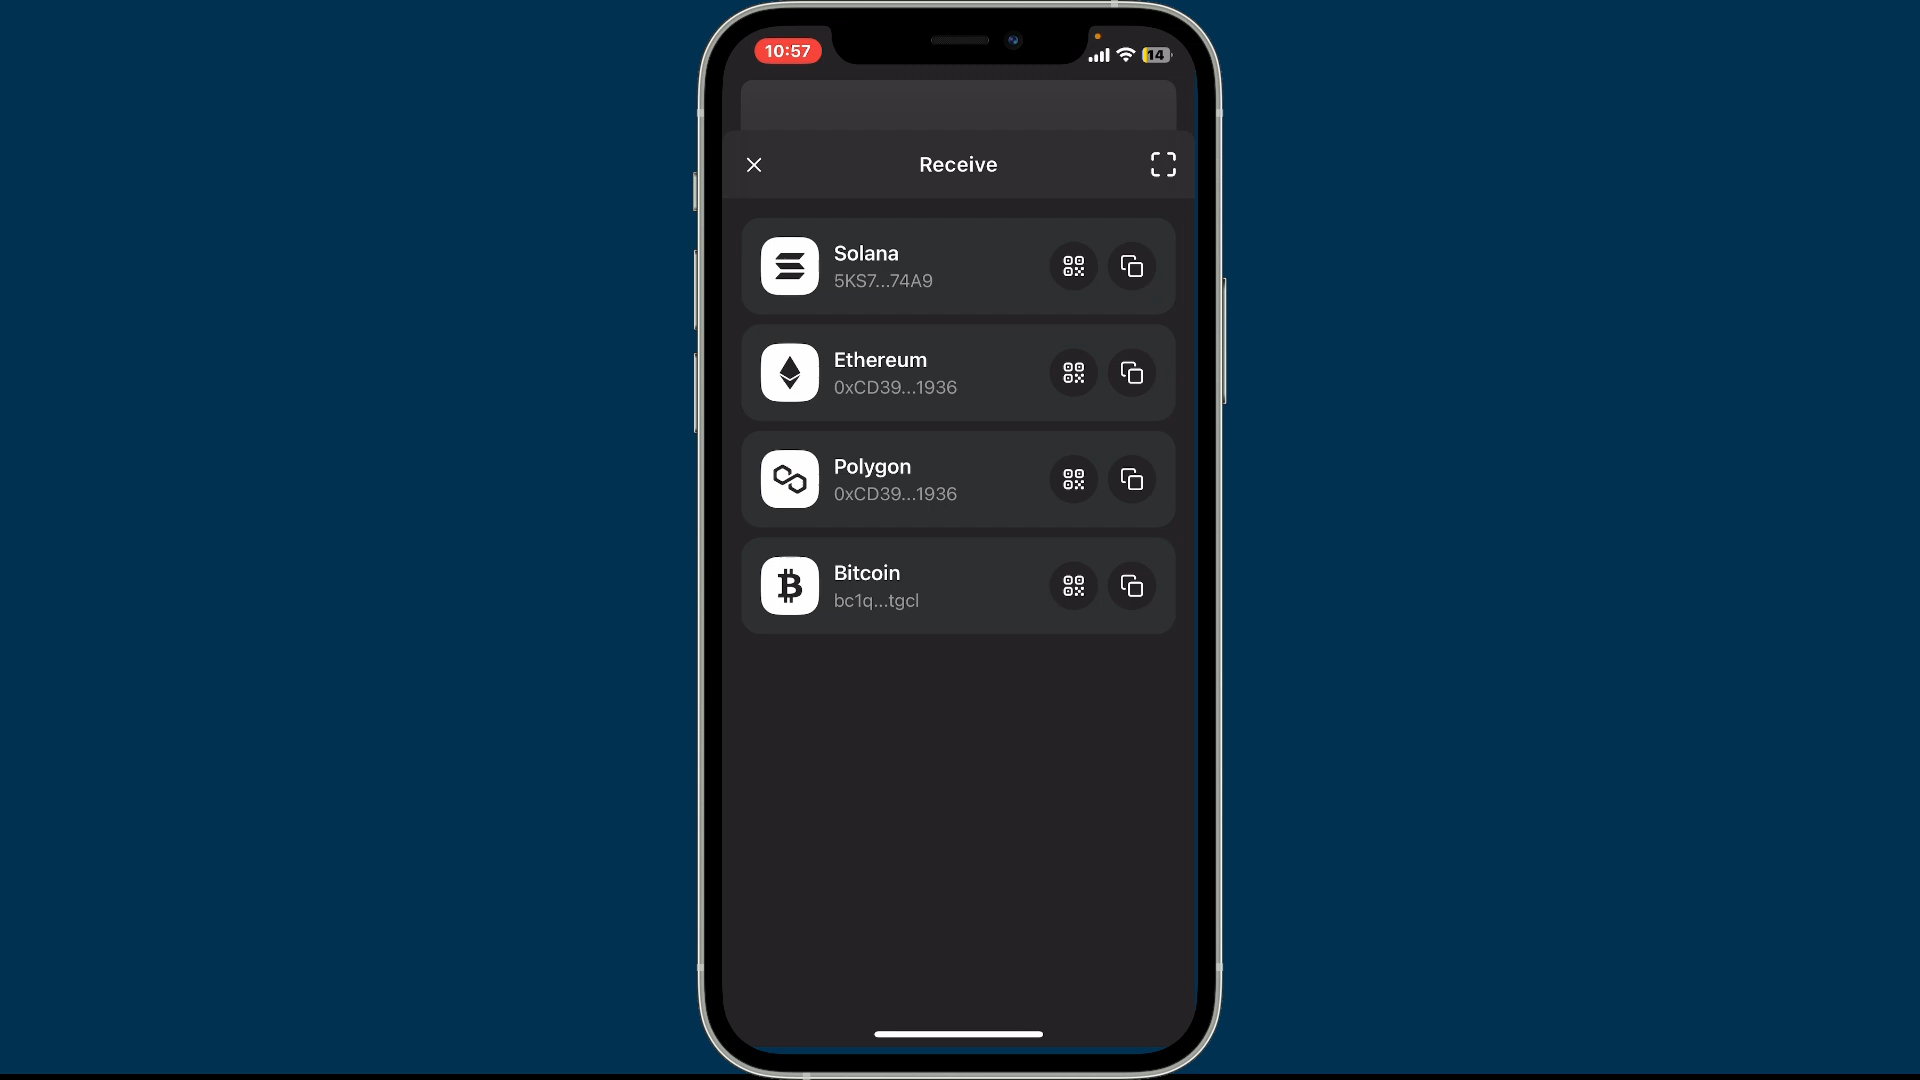 10:57
14
Receive
Solana
5KS7...74A9
Ethereum
0xCD39...1936
Polygon
0xCD39...1936
Bitcoin
bc1q...tgcl